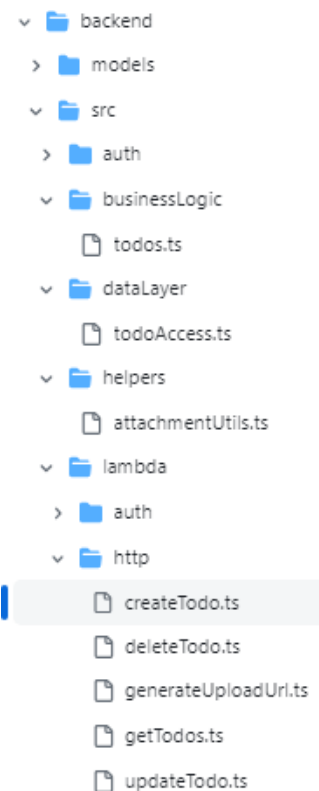 backend
models
src
auth
businessLogic
todos.ts
dataLayer
todoAccess.ts
helpers
attachmentUtils.ts
lambda
auth
http
createTodo.ts
deleteTodo.ts
generateUploadUrl.ts
getTodos.ts
updateTodo.ts